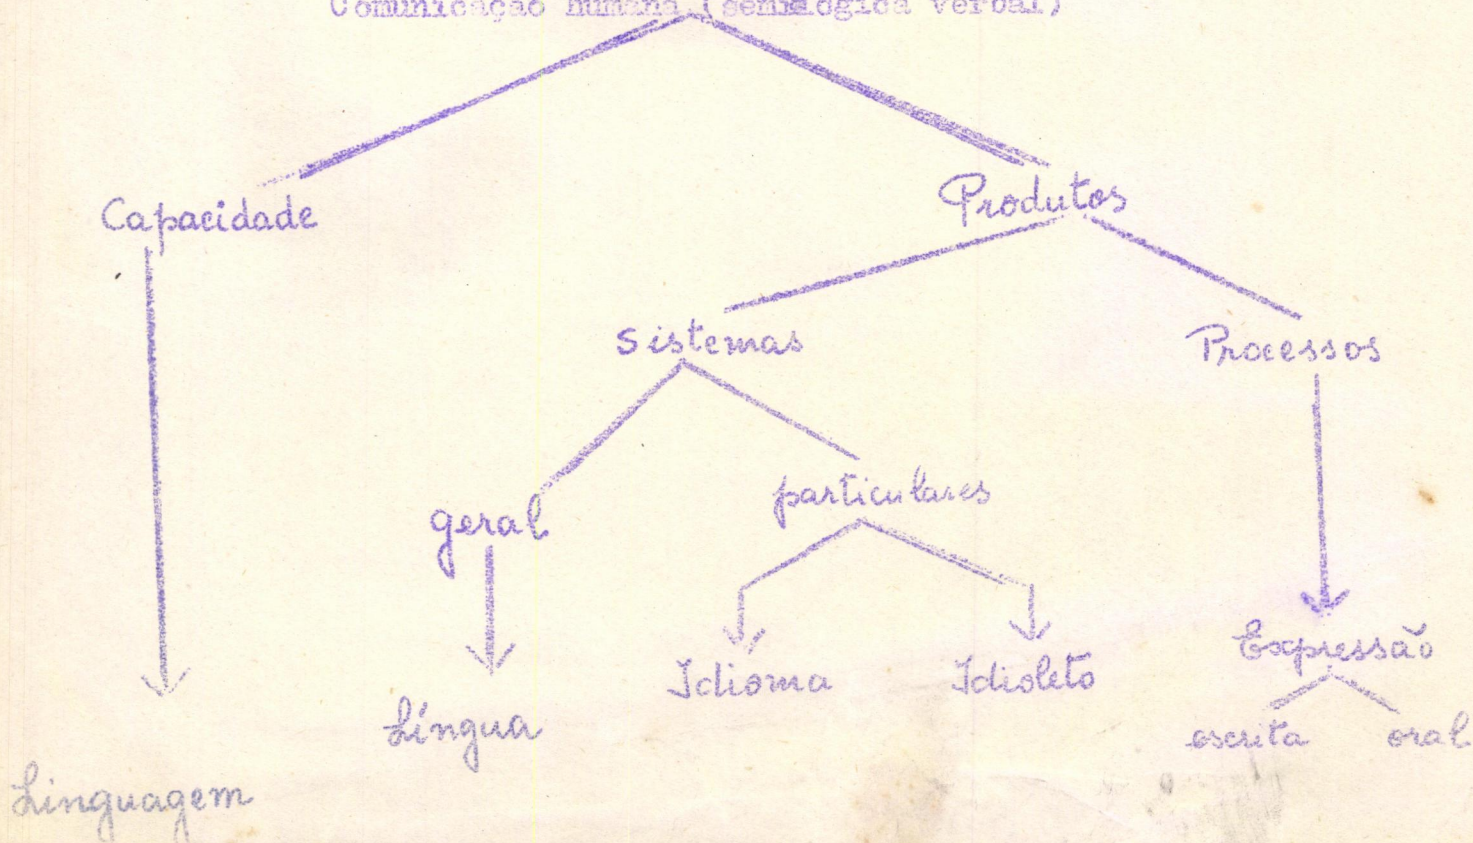 Comunicação humana (semiológica verbal)
Capacidade
Produtos
Sistemas
Processos
geral
particulares
Língua
Idioma
Idioleto
Expressão
escrita
oral
Linguagem